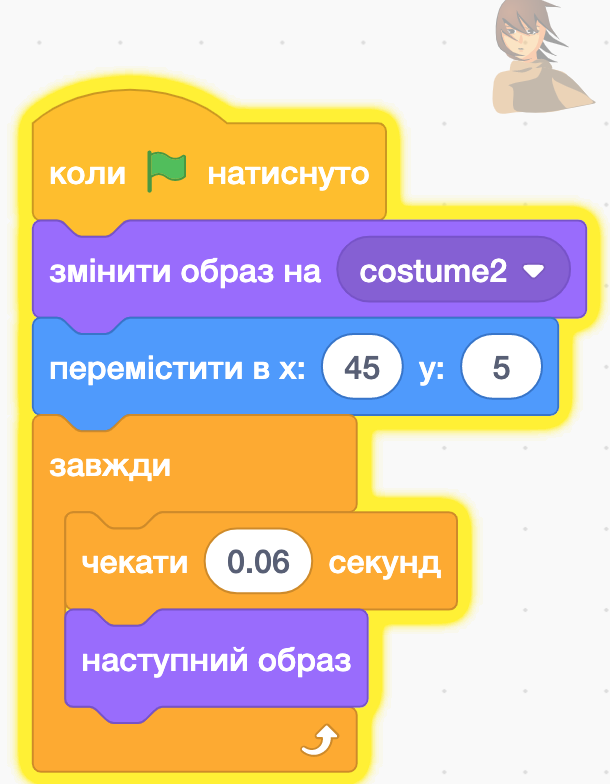 коли натиснуто
змінити образ на costume2
перемістити в x: 45 y: 5
завжди
чекати 0.06 секунд
наступний образ